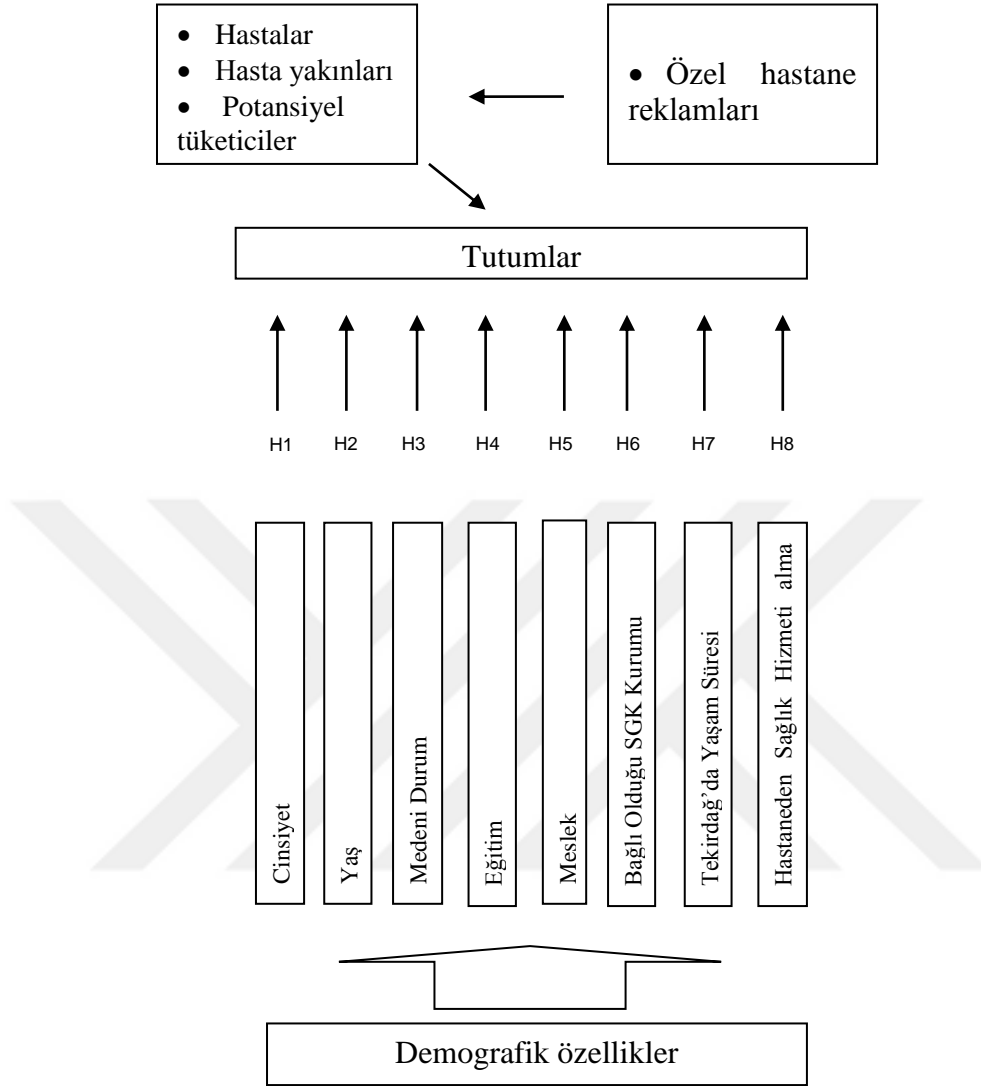 • Hastalar
• Hasta yakınları
• Potansiyel
tüketiciler
• Özel hastane
reklamları
Tutumlar
H1 H2 H3 H4 H5 H6 H7 H8
Cinsiyet
Yaş
Medeni Durum
Eğitim
Meslek
Bağlı Olduğu SGK Kurumu
Tekirdağ’da Yaşam Süresi
Hastaneden Sağlık Hizmeti alma
Demografik özellikler